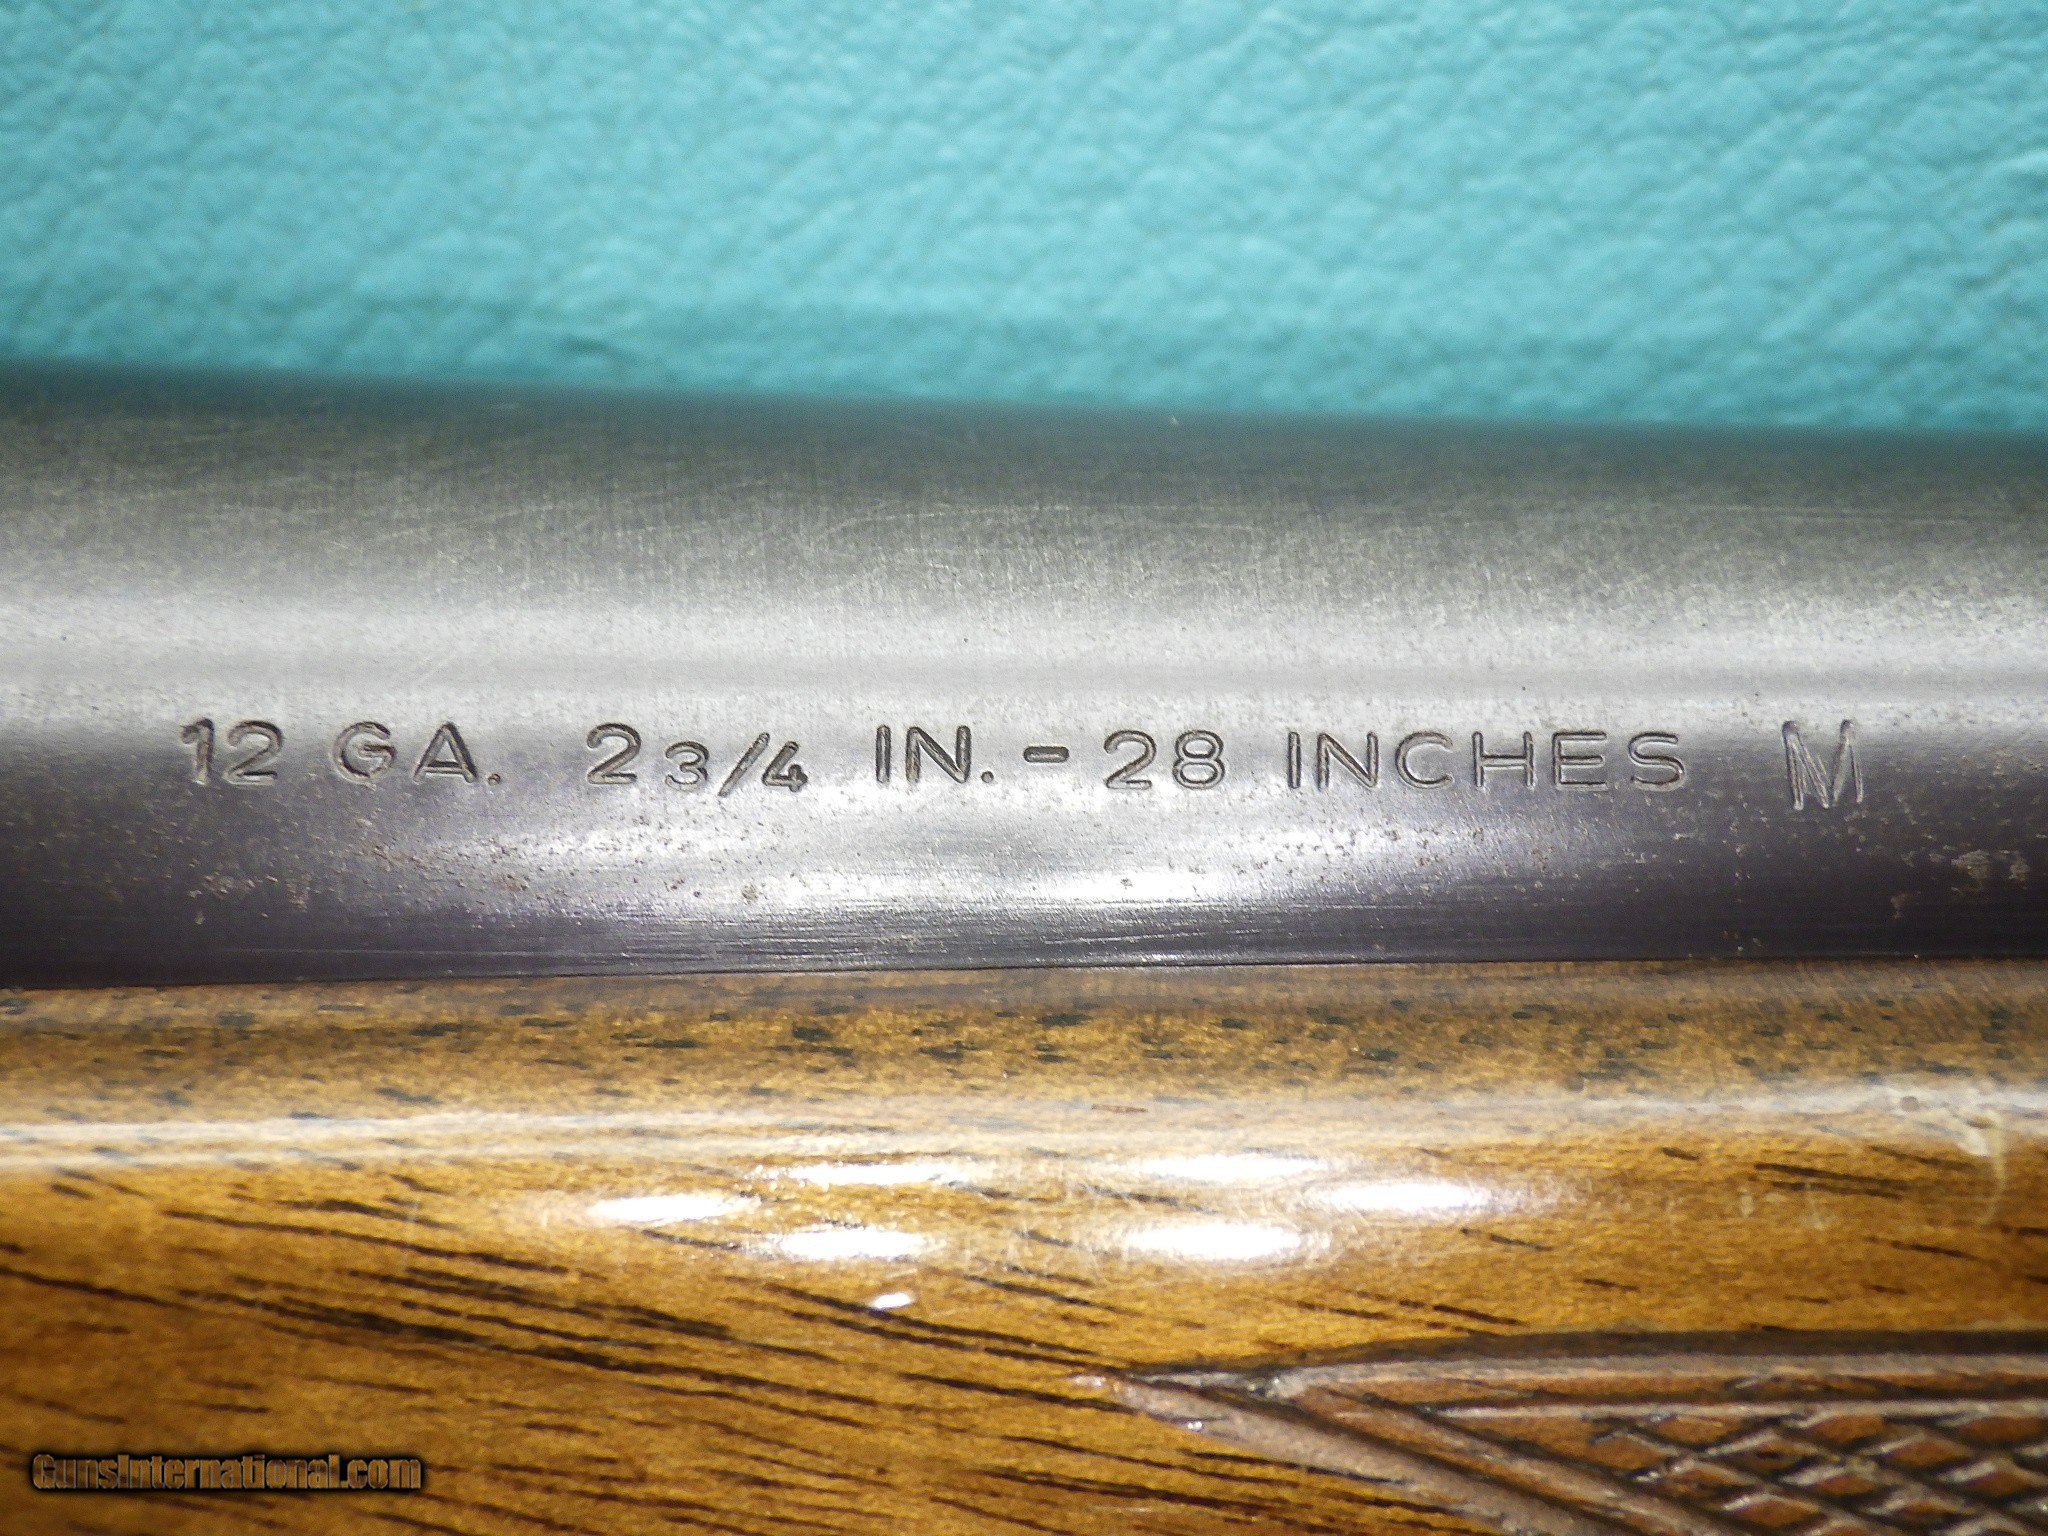 12 GA. 2 3/4 IN. - 28 INCHES M
GunsInternational.com